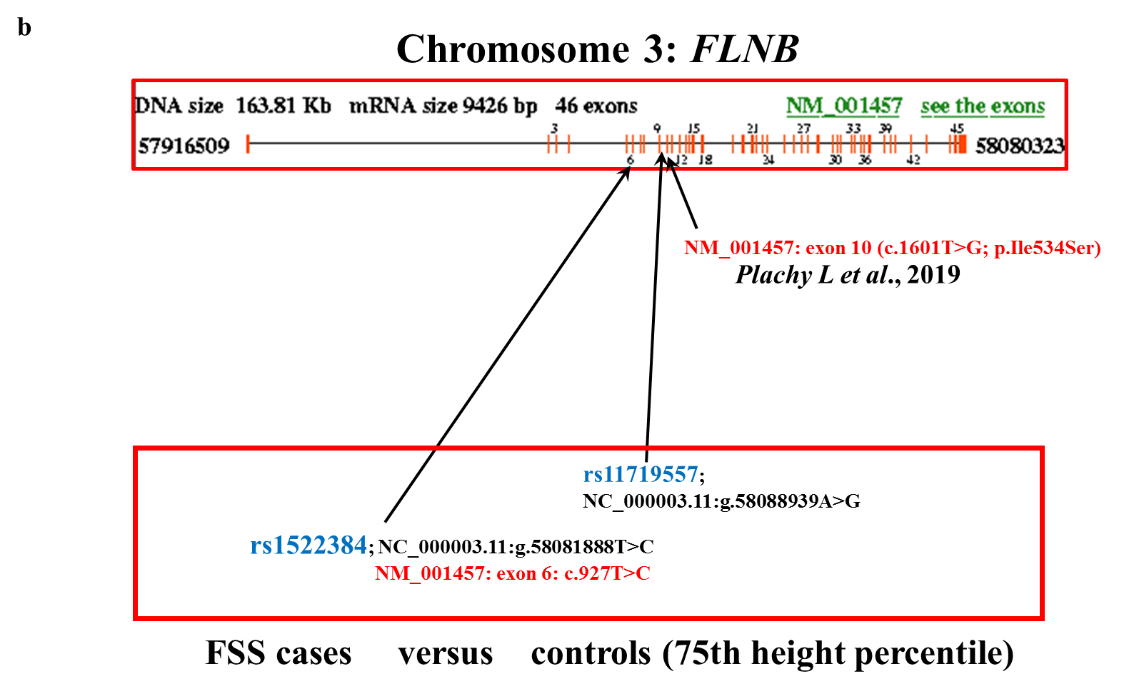 b
Chromosome 3: FLNB
DNA size 163.81 Kb mRNA size 9426 bp 46 exons NM_001457 see the exons
3 9 15 21 27 33 39 45
57916509 58080323
6 12 18 24 30 36 42
NM_001457: exon 10 (c.1601T>G; p.Ile534Ser)
Plachy L et al., 2019
rs11719557;
NC_000003.11:g.58088939A>G
rs1522384; NC_000003.11:g.58081888T>C
NM_001457: exon 6: c.927T>C
FSS cases versus controls (75th height percentile)